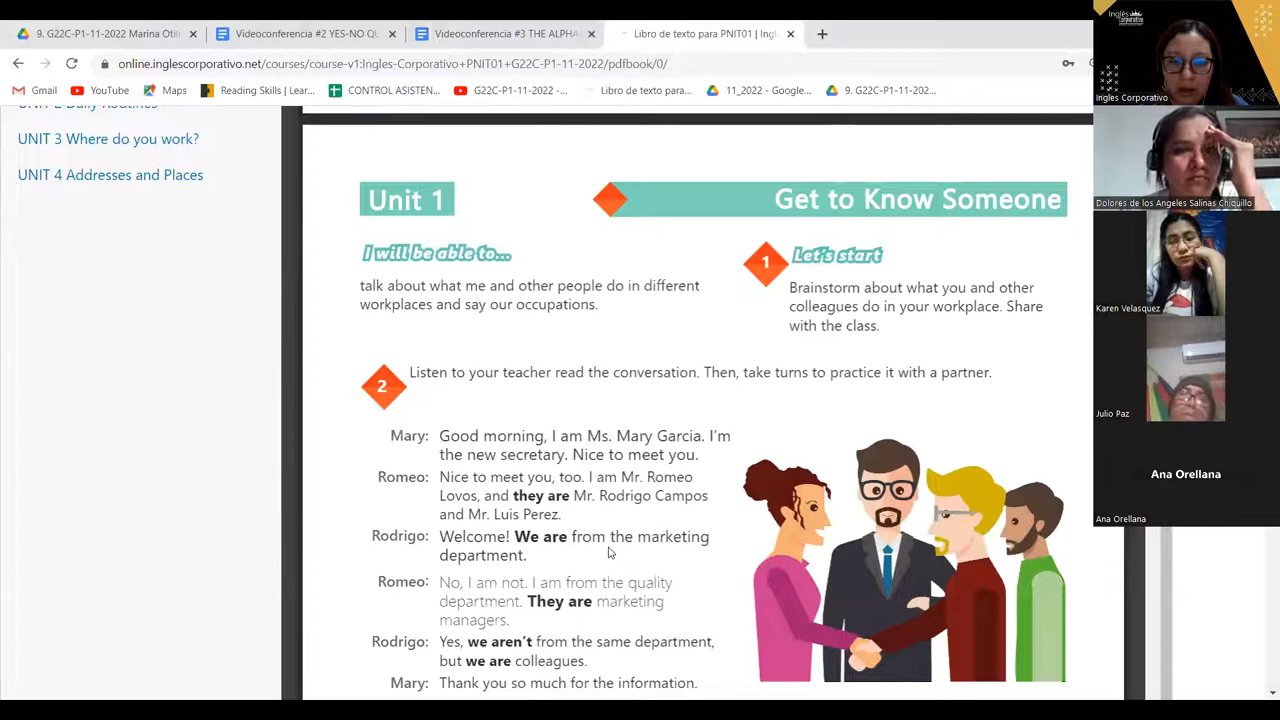 9. G22C-P1-11-2022 Marina Otil
Videoconferencia #2 YES-NO QU
Videoconferencia #3 THE ALPHA
Libro de texto para PNIT01 | Ingl
online.inglescorporativo.net/courses/course-v1:Ingles-Corporativo+PNIT01+G22C-P1-11-2022/pdfbook/0/
Gmail
YouTube
Maps
Reading Skills | Lear...
CONTROL ASISTEN...
G22C-P1-11-2022 -...
Libro de texto para...
11_2022 - Google...
9. G22C-P1-11-202...
UNIT 2 Daily Routines
UNIT 3 Where do you work?
UNIT 4 Addresses and Places
Unit 1
Get to Know Someone
I will be able to...
talk about what me and other people do in different
workplaces and say our occupations.
1
Let's start
Brainstorm about what you and other
colleagues do in your workplace. Share
with the class.
2
Listen to your teacher read the conversation. Then, take turns to practice it with a partner.
Mary: Good morning, I am Ms. Mary Garcia. I'm
the new secretary. Nice to meet you.
Romeo: Nice to meet you, too. I am Mr. Romeo
Lovos, and they are Mr. Rodrigo Campos
and Mr. Luis Perez.
Rodrigo: Welcome! We are from the marketing
department.
Romeo: No, I am not. I am from the quality
department. They are marketing
managers.
Rodrigo: Yes, we aren't from the same department,
but we are colleagues.
Mary: Thank you so much for the information.
Inglés
Corporativo
Ingles Corporativo
Dolores de los Angeles Salinas Chiquillo
Karen Velasquez
Julio Paz
Ana Orellana
Ana Orellana